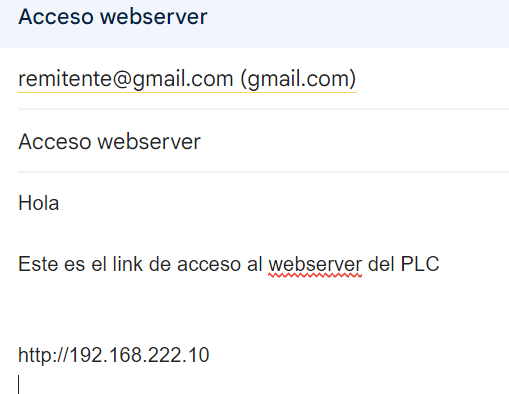 Acceso webserver
remitente@gmail.com (gmail.com)
Acceso webserver
Hola
Este es el link de acceso al webserver del PLC
http://192.168.222.10